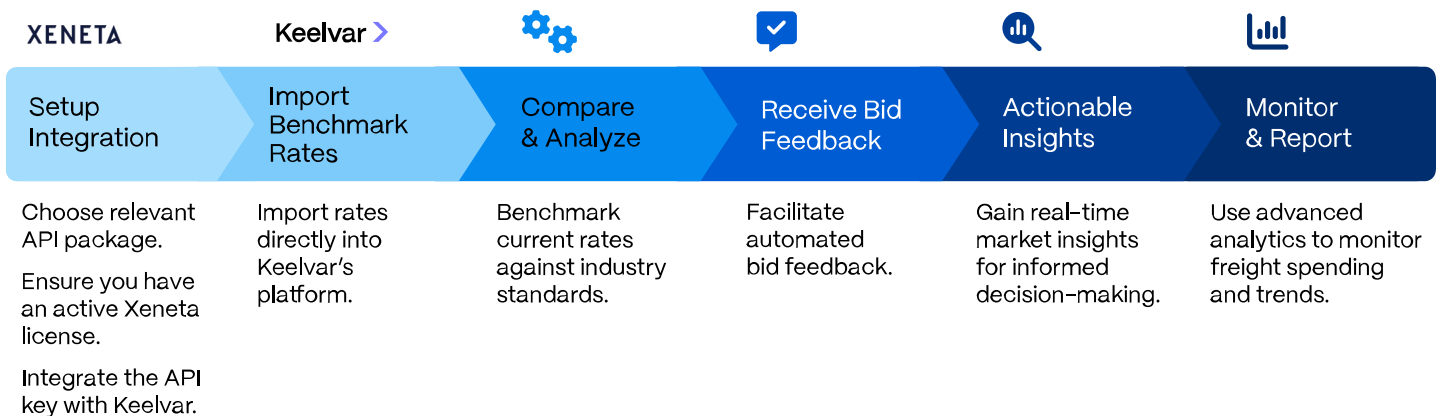 XENETA
Keelvar
Setup
Integration
Import
Benchmark
Rates
Compare
& Analyze
Receive Bid
Feedback
Actionable
Insights
Monitor
& Report
Choose relevant
API package.
Ensure you have
an active Xeneta
license.
Integrate the API
key with Keelvar.
Import rates
directly into
Keelvar's
platform.
Benchmark
current rates
against industry
standards.
Facilitate
automated
bid feedback.
Gain real-time
market insights
for informed
decision-making.
Use advanced
analytics to monitor
freight spending
and trends.